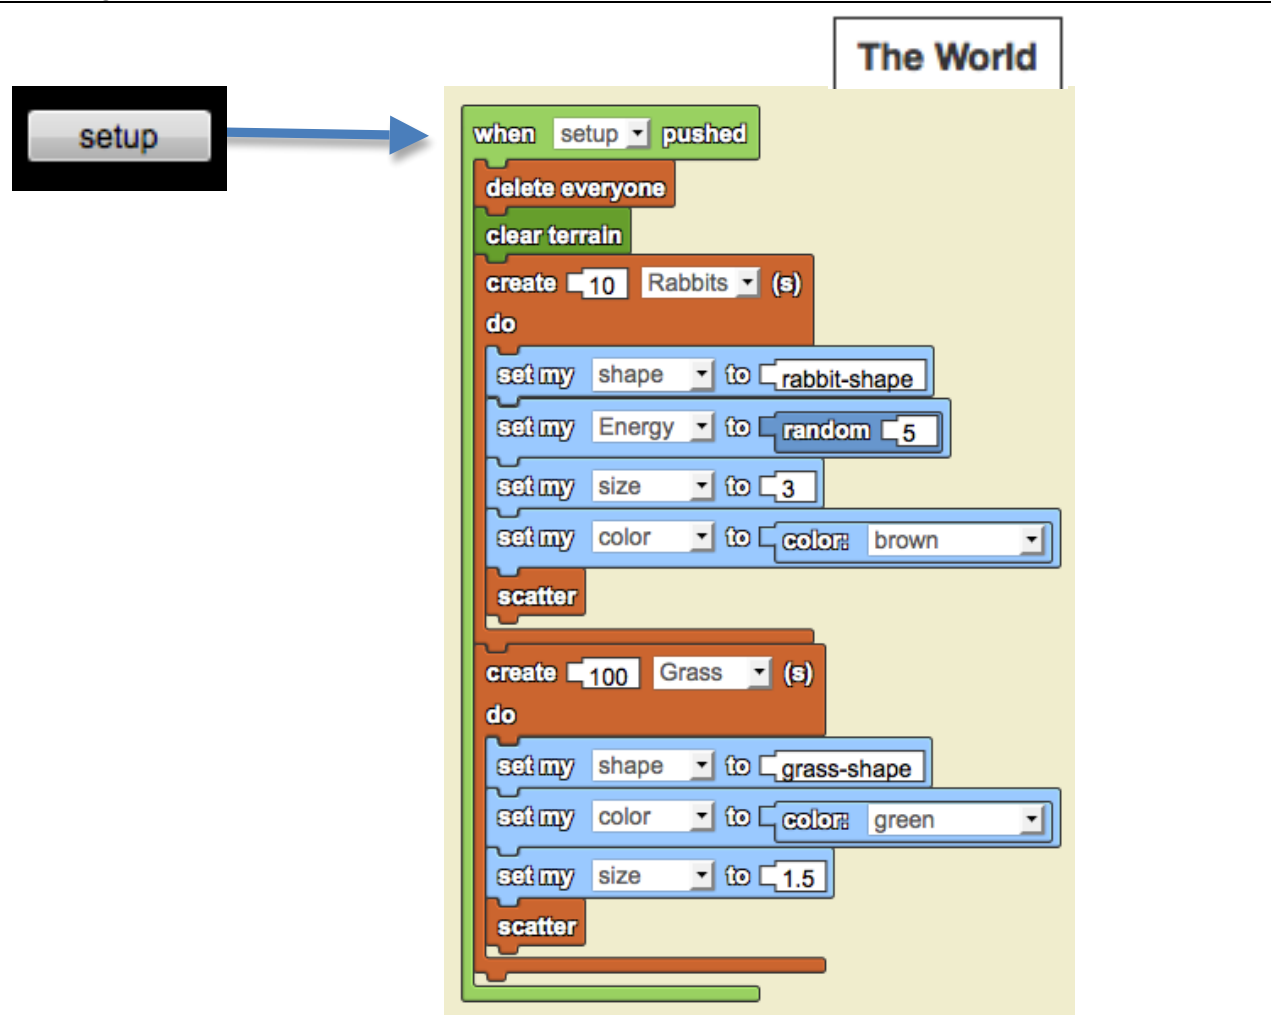 The World
setup
when setup pushed
delete everyone
clear terrain
create 10 Rabbits (s)
do
set my shape to rabbit-shape
set my Energy to random 5
set my size to 3
set my color to color: brown
scatter
create 100 Grass (s)
do
set my shape to grass-shape
set my color to color: green
set my size to 1.5
scatter